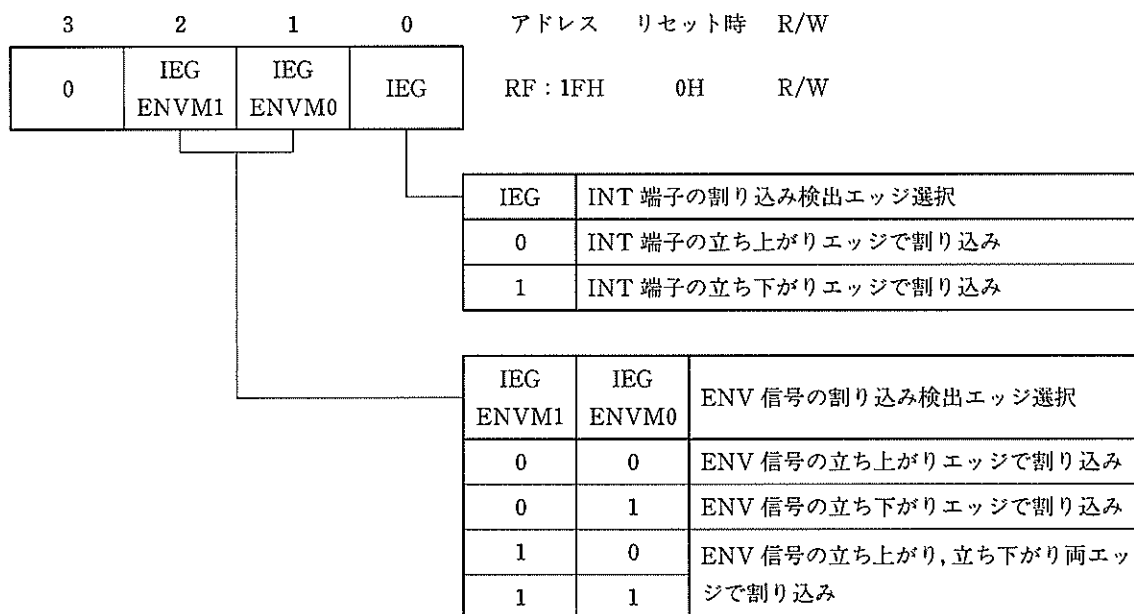 3 2 1 0 アドレス リセット時 R/W
0 IEG ENVM1 IEG ENVM0 IEG RF : 1FH 0H R/W
IEG INT 端子の割り込み検出エッジ選択
0 INT 端子の立ち上がりエッジで割り込み
1 INT 端子の立ち下がりエッジで割り込み
IEG ENVM1 IEG ENVM0 ENV 信号の割り込み検出エッジ選択
0 0 ENV 信号の立ち上がりエッジで割り込み
0 1 ENV 信号の立ち下がりエッジで割り込み
1 0 ENV 信号の立ち上がり,立ち下がり両エッ
1 1 ジで割り込み